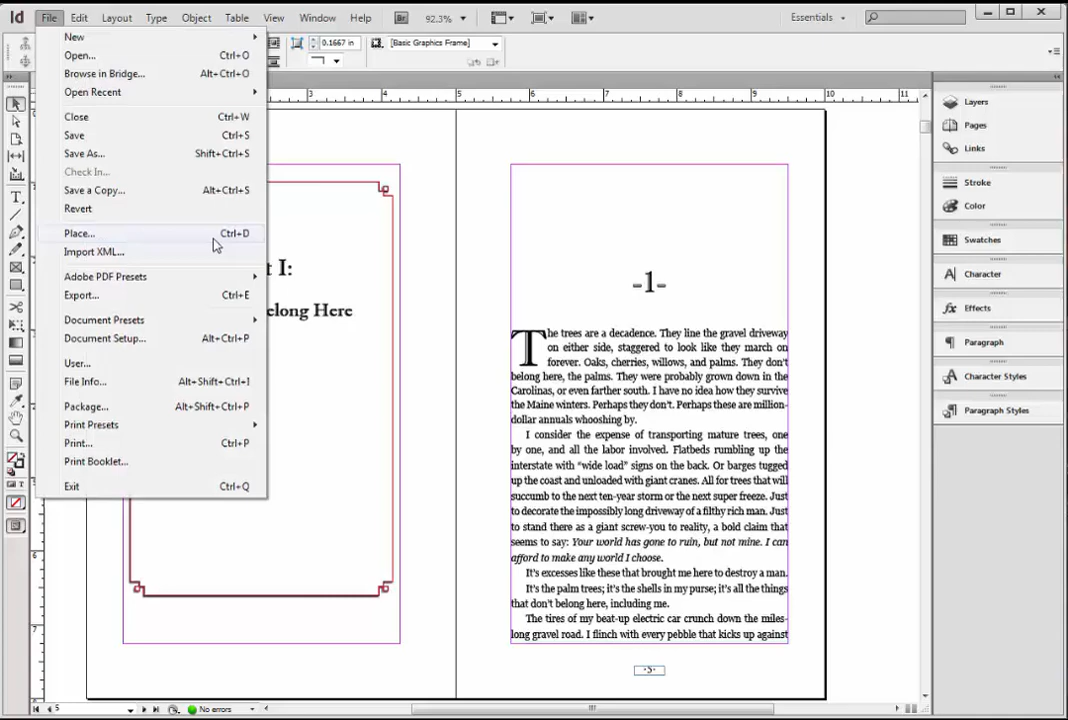 Id File Edit Layout Type Object Table View Window Help Br 92.3% Essentials
0.1667 in [Basic Graphics Frame]
New
Open... Ctrl+O
Browse in Bridge... Alt+Ctrl+O
Open Recent
Close Ctrl+W
Save Ctrl+S
Save As... Shift+Ctrl+S
Check In...
Save a Copy... Alt+Ctrl+S
Revert
Place... Ctrl+D
Import XML...
Adobe PDF Presets
Export... Ctrl+E
Document Presets
Document Setup... Alt+Ctrl+P
User...
File Info... Alt+Shift+Ctrl+I
Package... Alt+Shift+Ctrl+P
Print Presets
Print... Ctrl+P
Print Booklet...
Exit Ctrl+Q
3 4 5 6 7 8 9 10 11
t I:
elong Here
-1-
The trees are a decadence. They line the gravel driveway
on either side, staggered to look like they march on
forever. Oaks, cherries, willows, and palms. They don't
belong here, the palms. They were probably grown down in the
Carolinas, or even farther south. I have no idea how they survive
the Maine winters. Perhaps they don't. Perhaps these are million-
dollar annuals whooshing by.
I consider the expense of transporting mature trees, one
by one, and all the labor involved. Flatbeds rumbling up the
interstate with “wide load” signs on the back. Or barges tugged
up the coast and unloaded with giant cranes. All for trees that will
succumb to the next ten-year storm or the next super freeze. Just
to decorate the impossibly long driveway of a filthy rich man. Just
to stand there as a giant screw-you to reality, a bold claim that
seems to say: Your world has gone to ruin, but not mine. I can
afford to make any world I choose.
It's excesses like these that brought me here to destroy a man.
It's the palm trees; it's the shells in my purse; it's all the things
that don't belong here, including me.
The tires of my beat-up electric car crunch down the miles-
long gravel road. I flinch with every pebble that kicks up against
-5-
Layers
Pages
Links
Stroke
Color
Swatches
Character
Effects
Paragraph
Character Styles
Paragraph Styles
6
7
5 No errors